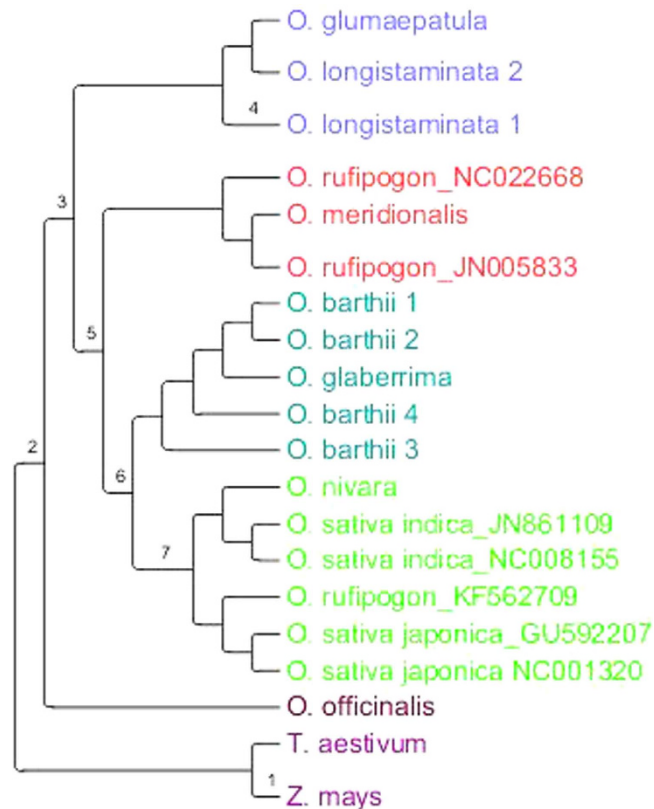 O. glumaepatula
O. longistaminata 2
4
O. longistaminata 1
O. rufipogon_NC022668
3
O. meridionalis
O. rufipogon_JN005833
O. barthii 1
5
O. barthii 2
O. glaberrima
O. barthii 4
2
O. barthii 3
6
O. nivara
O. sativa indica_JN861109
7
O. sativa indica_NC008155
O. rufipogon_KF562709
O. sativa japonica_GU592207
O. sativa japonica NC001320
O. officinalis
T. aestivum
1
Z. mays